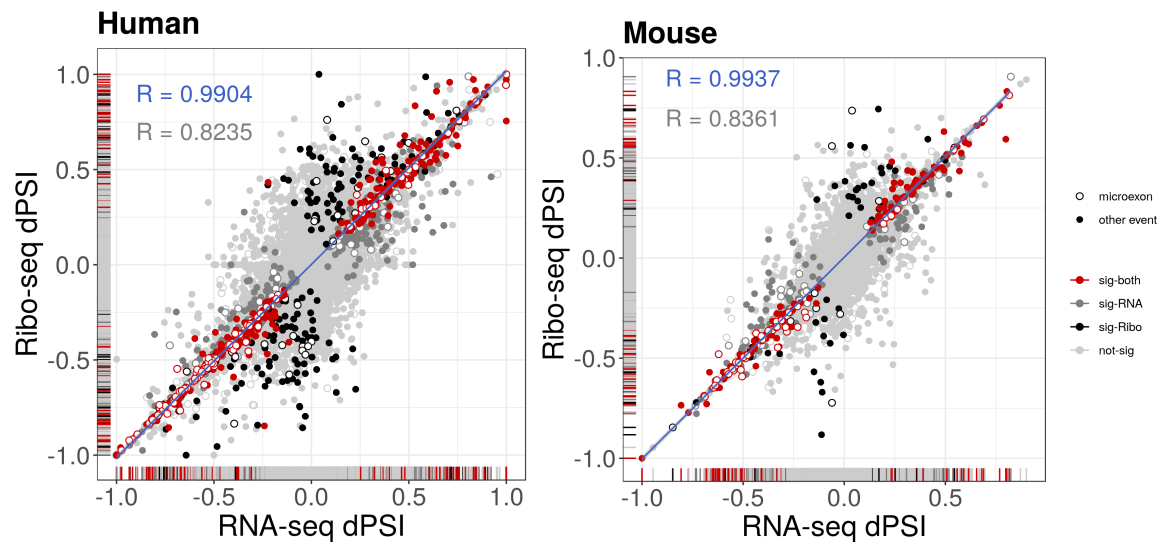 Human
R = 0.9904
R = 0.8235
1.0
0.5
0.0
-0.5
-1.0
Ribo-seq dPSI
-1.0 -0.5 0.0 0.5 1.0
RNA-seq dPSI
Mouse
R = 0.9937
R = 0.8361
1.0
0.5
0.0
-0.5
-1.0
Ribo-seq dPSI
-1.0 -0.5 0.0 0.5
RNA-seq dPSI
microexon
other event
sig-both
sig-RNA
sig-Ribo
not-sig